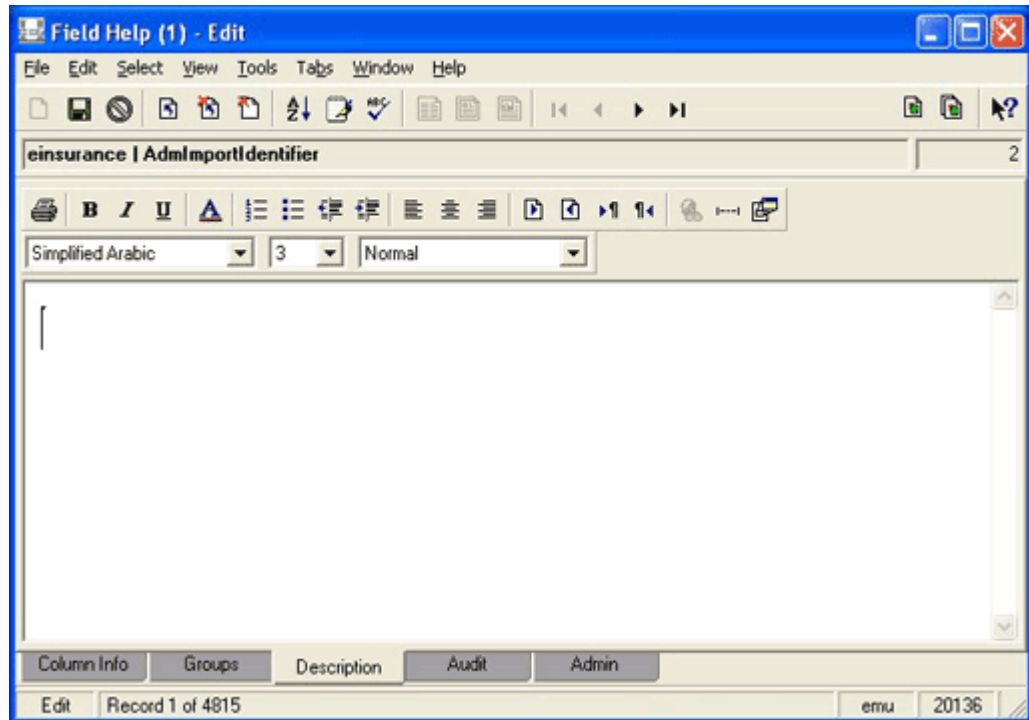 Field Help (1) - Edit
File Edit Select View Tools Tabs Window Help
einsurance | AdmImportIdentifier 2
B I U A
Simplified Arabic 3 Normal
Column Info Groups Description Audit Admin
Edit Record 1 of 4815 emu 20136